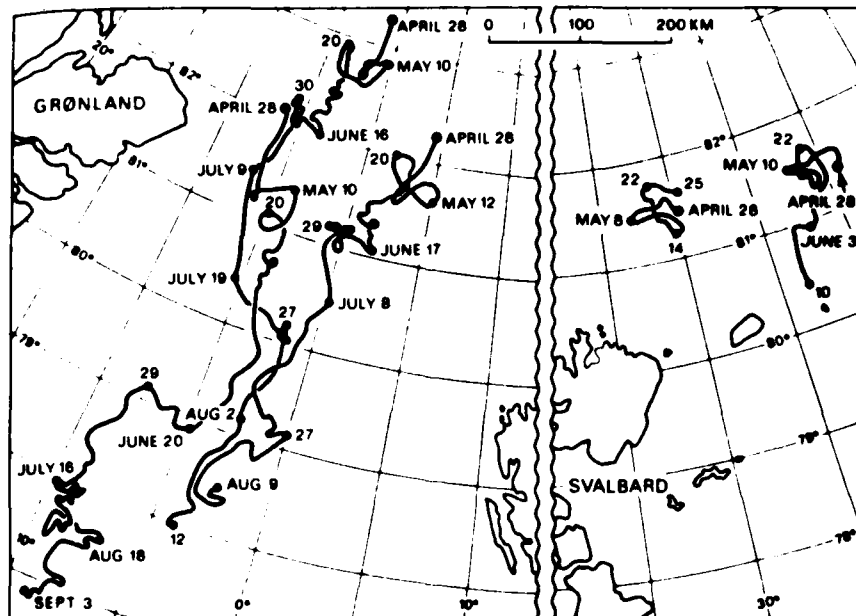 APRIL 28
0 100 200 KM
20
20°
MAY 10
82°
30
GRØNLAND
APRIL 28
JUNE 16
APRIL 28
22
82°
81°
20
JULY 9
MAY 10
22
25
MAY 10
APRIL 28
20
MAY 12
MAY 8
APRIL 28
29
JUNE 17
14
81°
JUNE 3
80°
JULY 19
JULY 8
10
27
79°
80°
29
AUG 2
JUNE 20
27
79°
JULY 16
AUG 9
SVALBARD
10°
AUG 18
12
78°
SEPT 3
0°
10°
30°